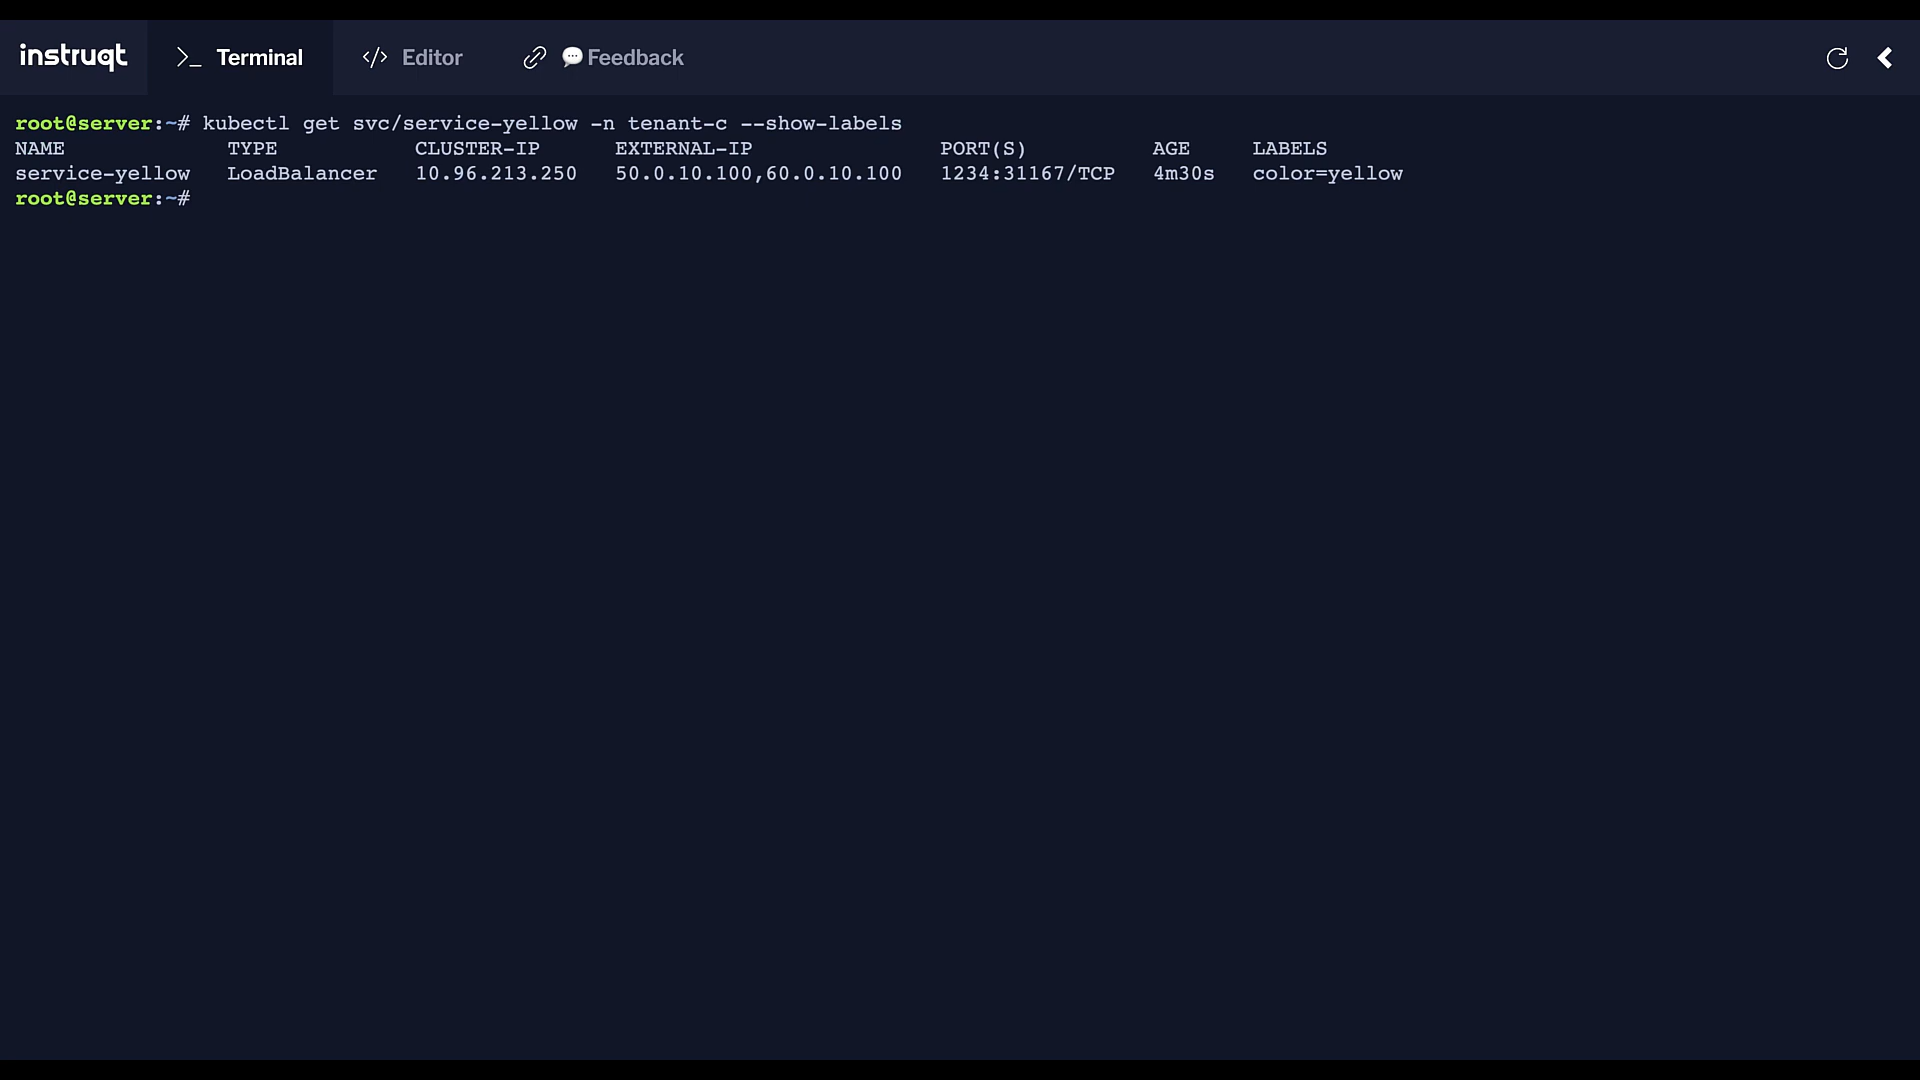 instruqt >_ Terminal </> Editor 💬Feedback
root@server:~# kubectl get svc/service-yellow -n tenant-c --show-labels
NAME TYPE CLUSTER-IP EXTERNAL-IP PORT(S) AGE LABELS
service-yellow LoadBalancer 10.96.213.250 50.0.10.100,60.0.10.100 1234:31167/TCP 4m30s color=yellow
root@server:~#